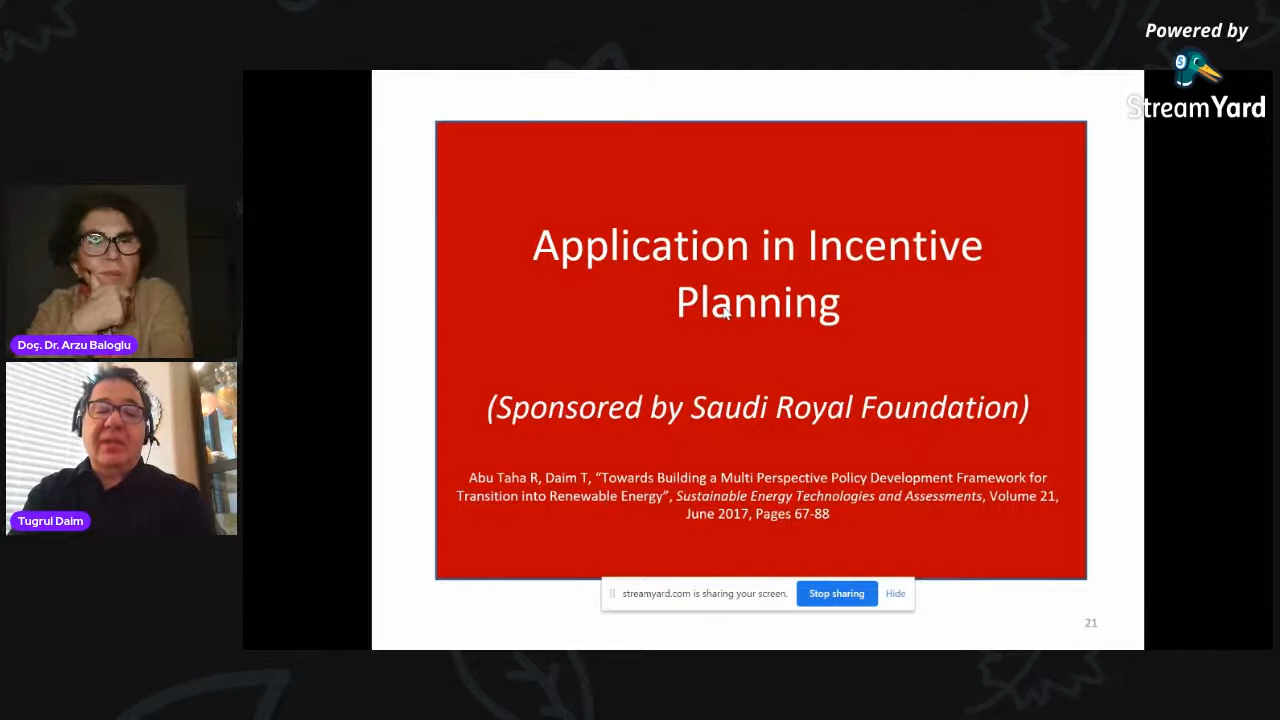 Powered by
StreamYard
Application in Incentive
Planning
(Sponsored by Saudi Royal Foundation)
Abu Taha R, Daim T, “Towards Building a Multi Perspective Policy Development Framework for
Transition into Renewable Energy”, Sustainable Energy Technologies and Assessments, Volume 21,
June 2017, Pages 67-88
streamyard.com is sharing your screen.
Stop sharing
Hide
21
Doç. Dr. Arzu Baloglu
Tugrul Daim